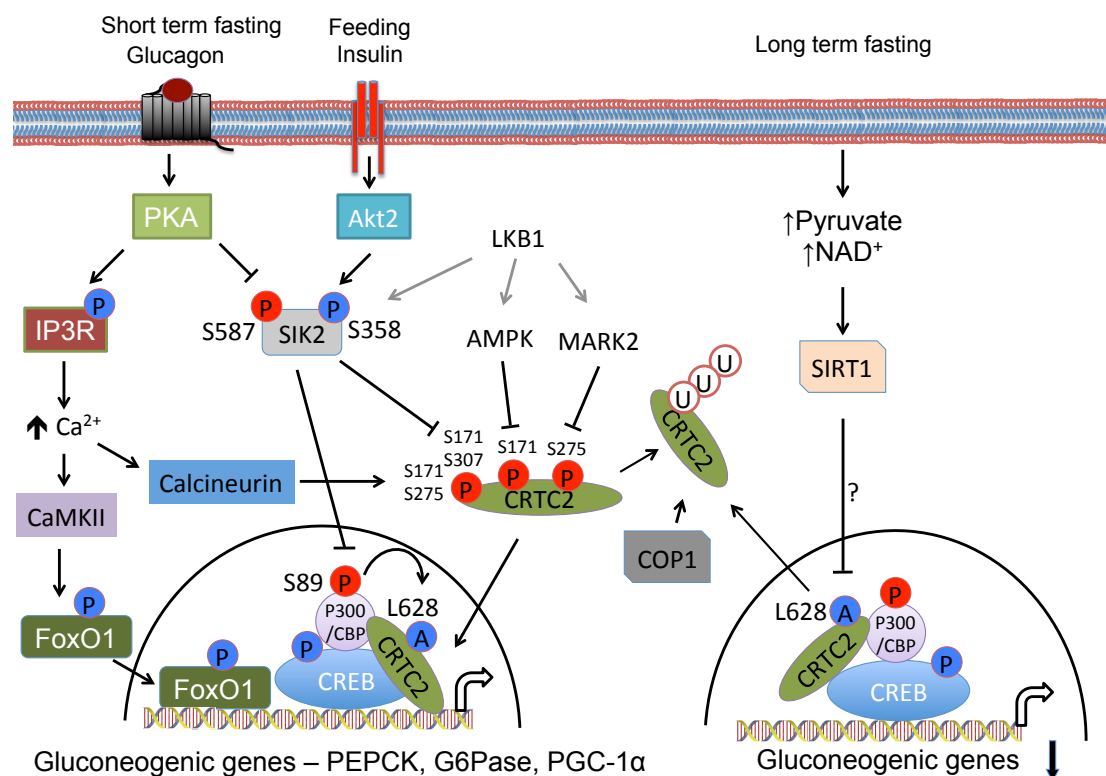 Short term fasting
Glucagon
Feeding
Insulin
Long term fasting
PKA
Akt2
LKB1
↑Pyruvate
↑NAD⁺
P
IP3R
P
P
S587
SIK2
S358
AMPK
MARK2
SIRT1
U
U
U
CRTC2
Ca²⁺
S171
S307
S171
S275
S171
S275
P
P
P
CRTC2
Calcineurin
CaMKII
?
COP1
S89
P
L628
P300
/CBP
A
P
CRTC2
CREB
P
FoxO1
P
FoxO1
L628
A
P
P300
/CBP
CRTC2
P
CREB
Gluconeogenic genes – PEPCK, G6Pase, PGC-1α
Gluconeogenic genes